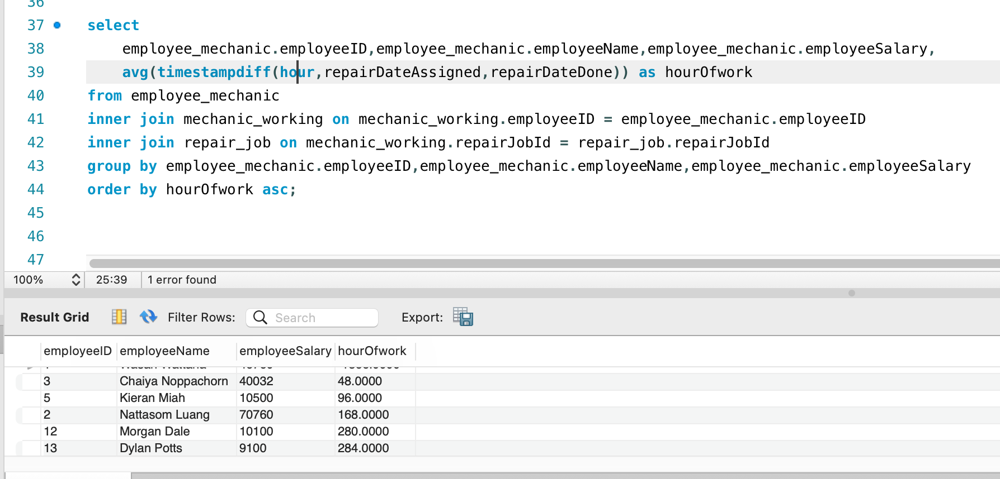 36
37 select
38 employee_mechanic.employeeID,employee_mechanic.employeeName,employee_mechanic.employeeSalary,
39 avg(timestampdiff(hour,repairDateAssigned,repairDateDone)) as hourOfwork
40 from employee_mechanic
41 inner join mechanic_working on mechanic_working.employeeID = employee_mechanic.employeeID
42 inner join repair_job on mechanic_working.repairJobId = repair_job.repairJobId
43 group by employee_mechanic.employeeID,employee_mechanic.employeeName,employee_mechanic.employeeSalary
44 order by hourOfwork asc;
45
46
47
100% 25:39 1 error found
Result Grid Filter Rows: Search Export:
employeeID employeeName employeeSalary hourOfwork
3 Chaiya Noppachorn 40032 48.0000
5 Kieran Miah 10500 96.0000
2 Nattasom Luang 70760 168.0000
12 Morgan Dale 10100 280.0000
13 Dylan Potts 9100 284.0000